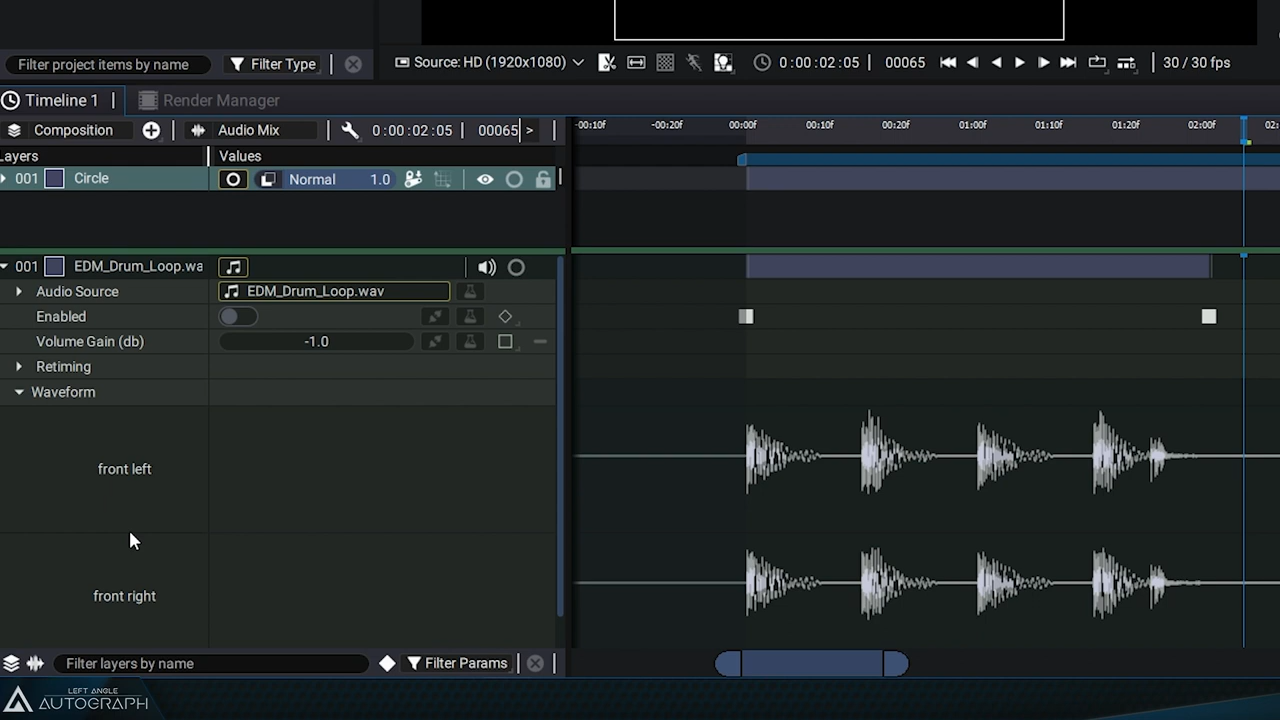 Filter project items by name
Filter Type
Source: HD (1920x1080)
0:00:02:05
00065
30 / 30 fps
Timeline 1
Render Manager
Composition
Audio Mix
0:00:02:05
00065 >
-00:10f -00:20f 00:00f 00:10f 00:20f 01:00f 01:10f 01:20f 02:00f 02:
Layers
Values
001 Circle
Normal 1.0
001 EDM_Drum_Loop.wa
Audio Source
EDM_Drum_Loop.wav
Enabled
Volume Gain (db)
-1.0
Retiming
Waveform
front left
front right
Filter layers by name
Filter Params
LEFT ANGLE
AUTOGRAPH